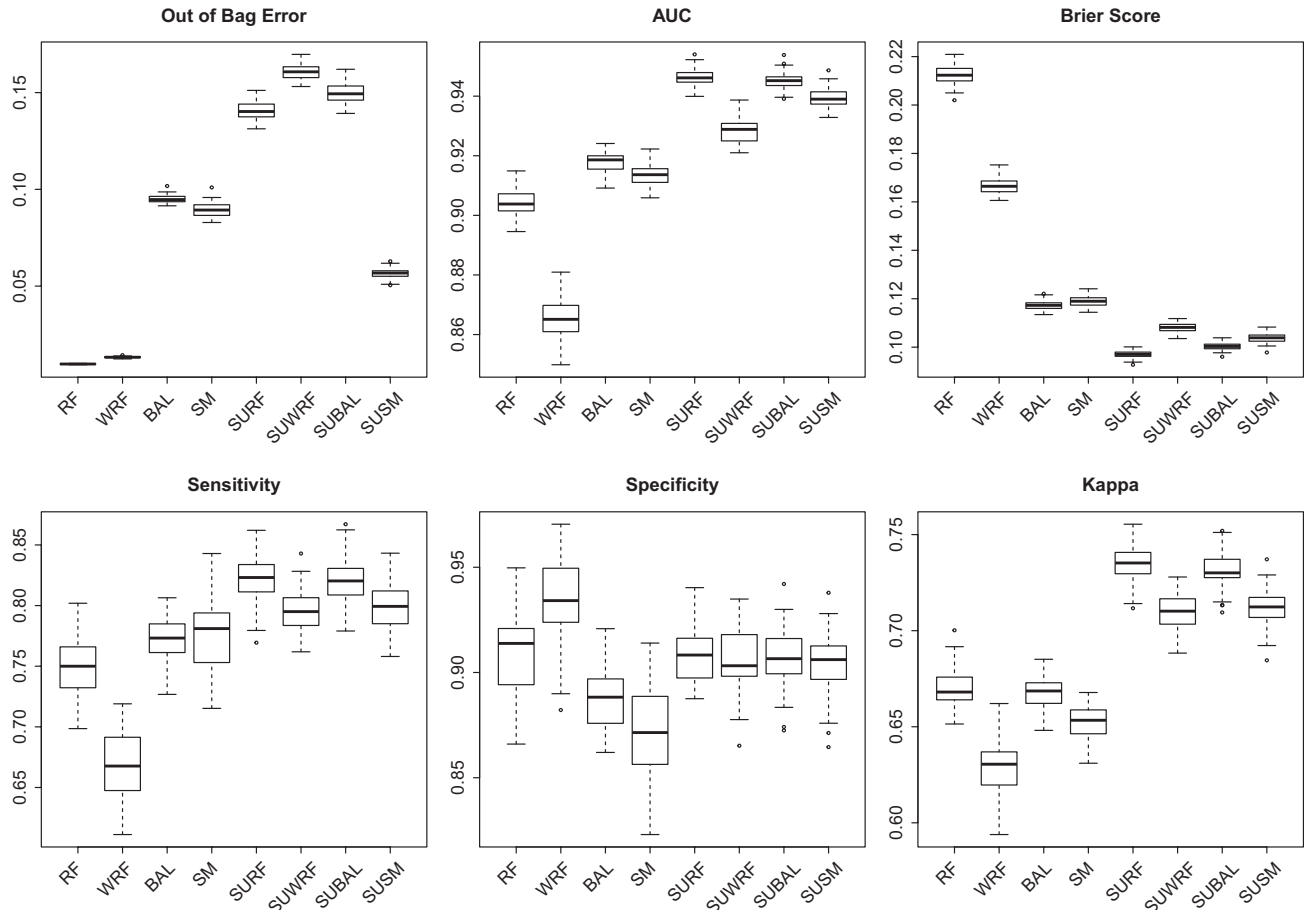 Out of Bag Error
0.15
0.10
0.05
RF WRF BAL SM SURF SUWRF SUBAL SUSM
AUC
0.94
0.92
0.90
0.88
0.86
RF WRF BAL SM SURF SUWRF SUBAL SUSM
Brier Score
0.22
0.20
0.18
0.16
0.14
0.12
0.10
RF WRF BAL SM SURF SUWRF SUBAL SUSM
Sensitivity
0.85
0.80
0.75
0.70
0.65
RF WRF BAL SM SURF SUWRF SUBAL SUSM
Specificity
0.95
0.90
0.85
RF WRF BAL SM SURF SUWRF SUBAL SUSM
Kappa
0.75
0.70
0.65
0.60
RF WRF BAL SM SURF SUWRF SUBAL SUSM